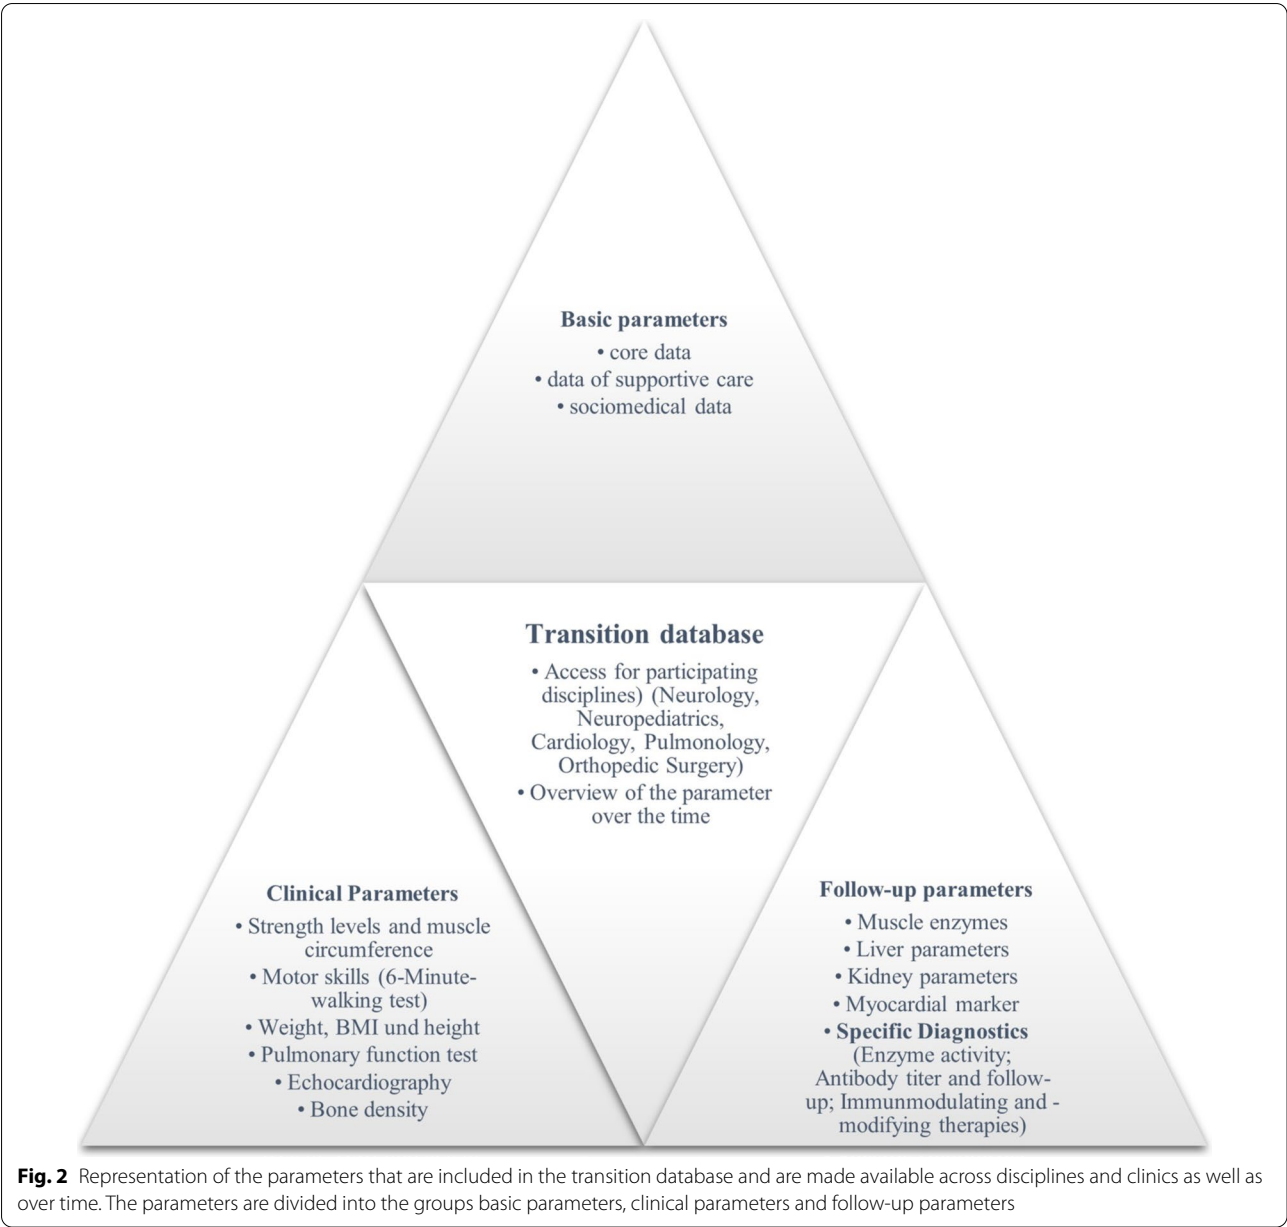 Basic parameters
• core data
• data of supportive care
• sociomedical data
Transition database
• Access for participating
disciplines) (Neurology,
Neuropediatrics,
Cardiology, Pulmonology,
Orthopedic Surgery)
• Overview of the parameter
over the time
Clinical Parameters
• Strength levels and muscle
circumference
• Motor skills (6-Minute-
walking test)
• Weight, BMI und height
• Pulmonary function test
• Echocardiography
• Bone density
Follow-up parameters
• Muscle enzymes
• Liver parameters
• Kidney parameters
• Myocardial marker
• Specific Diagnostics
(Enzyme activity;
Antibody titer and follow-
up; Immunmodulating and -
modifying therapies)
Fig. 2 Representation of the parameters that are included in the transition database and are made available across disciplines and clinics as well as
over time. The parameters are divided into the groups basic parameters, clinical parameters and follow-up parameters